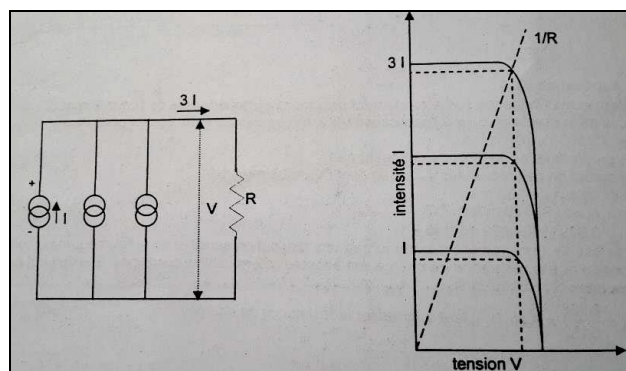 3 I
+
I
-
V
R
1/R
3 I
I
intensité I
tension V